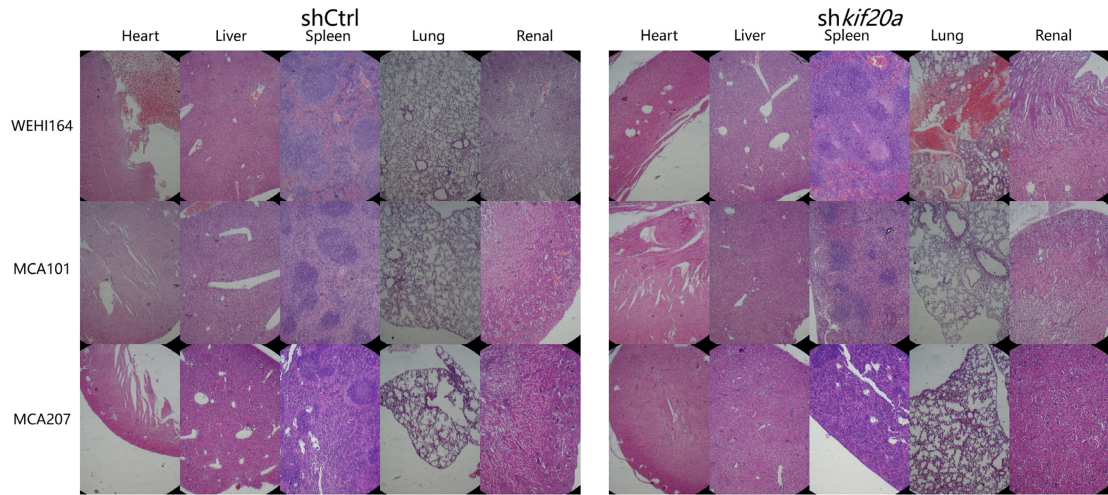 shCtrl shkif20a
Heart Liver Spleen Lung Renal Heart Liver Spleen Lung Renal
WEHI164
MCA101
MCA207